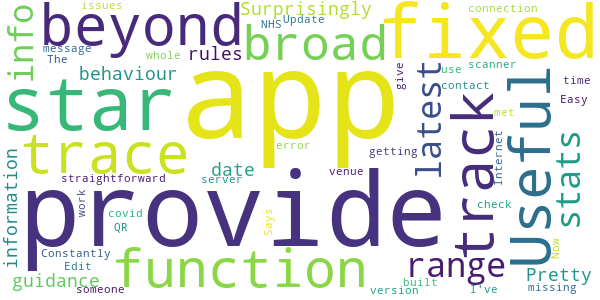 issues
beyond
Surprisingly
connection
fixed
NHS
Update
message
The
whole
rules
broad
info
behaviour
give
use
scanner
time
Easy
star
app
latest
contact
track
Useful
met
Internet
stats
trace
error
getting
information
straightforward
date
server
venue
check
provide
work
covid
QR
Says
Now
Constantly
Edit
function
range
Pretty
guidance
someone
version
built
I've
missing